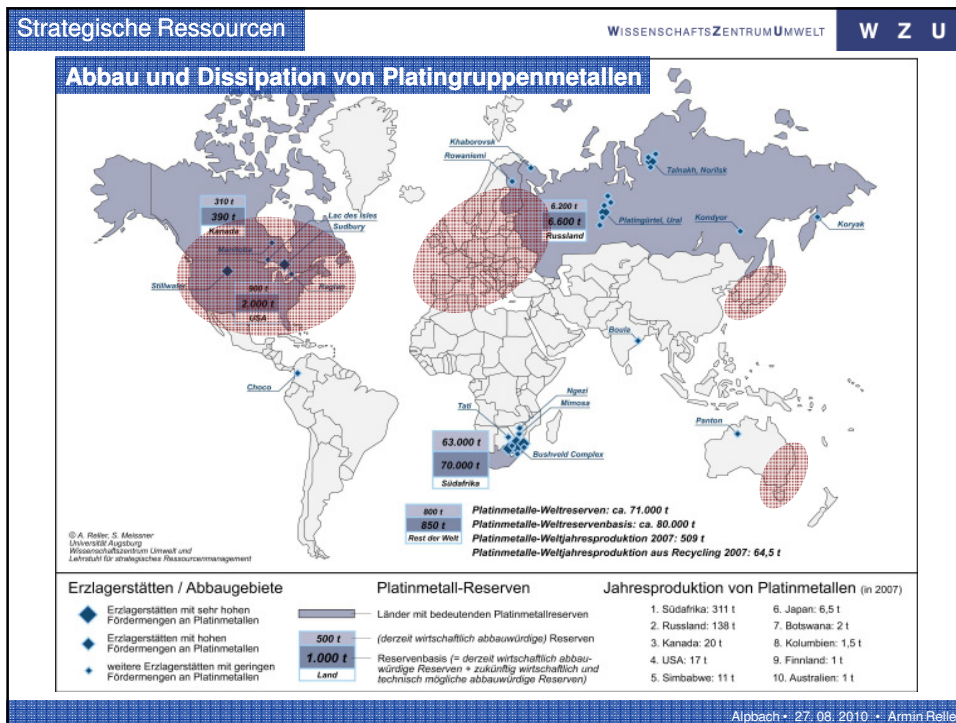 Strategische Ressourcen
WISSENSCHAFTSZENTRUMUMWELT
W Z U
Abbau und Dissipation von Platingruppenmetallen
Khaborovsk
Rowaniemi
Talnakh, Norilsk
310 t
390 t
Kanada
Lac des Isles
Sudbury
Manitoba
6.200 t
6.600 t
Russland
Platingürtel, Ural
Kondyor
Koryak
Stillwater
900 t
2.000 t
USA
Raglan
Boula
Choco
Ngezi
Mimosa
Tati
Panton
63.000 t
70.000 t
Südafrika
Bushveld Complex
800 t
850 t
Rest der Welt
Platinmetalle-Weltreserven: ca. 71.000 t
Platinmetalle-Weltreservenbasis: ca. 80.000 t
Platinmetalle-Weltjahresproduktion 2007: 509 t
Platinmetalle-Weltjahresproduktion aus Recycling 2007: 64,5 t
© A. Reller, S. Meissner
Universität Augsburg
Wissenschaftszentrum Umwelt und
Lehrstuhl für strategisches Ressourcenmanagement
Erzlagerstätten / Abbaugebiete
Erzlagerstätten mit sehr hohen
Fördermengen an Platinmetallen
Erzlagerstätten mit hohen
Fördermengen an Platinmetallen
weitere Erzlagerstätten mit geringen
Fördermengen an Platinmetallen
Platinmetall-Reserven
Länder mit bedeutenden Platinmetallreserven
500 t
(derzeit wirtschaftlich abbauwürdige) Reserven
1.000 t
Land
Reservenbasis (= derzeit wirtschaftlich abbau-
würdige Reserven + zukünftig wirtschaftlich und
technisch mögliche abbauwürdige Reserven)
Jahresproduktion von Platinmetallen (in 2007)
1. Südafrika: 311 t
2. Russland: 138 t
3. Kanada: 20 t
4. USA: 17 t
5. Simbabwe: 11 t
6. Japan: 6,5 t
7. Botswana: 2 t
8. Kolumbien: 1,5 t
9. Finnland: 1 t
10. Australien: 1 t
Alpbach • 27. 08. 2010 • Armin Relle